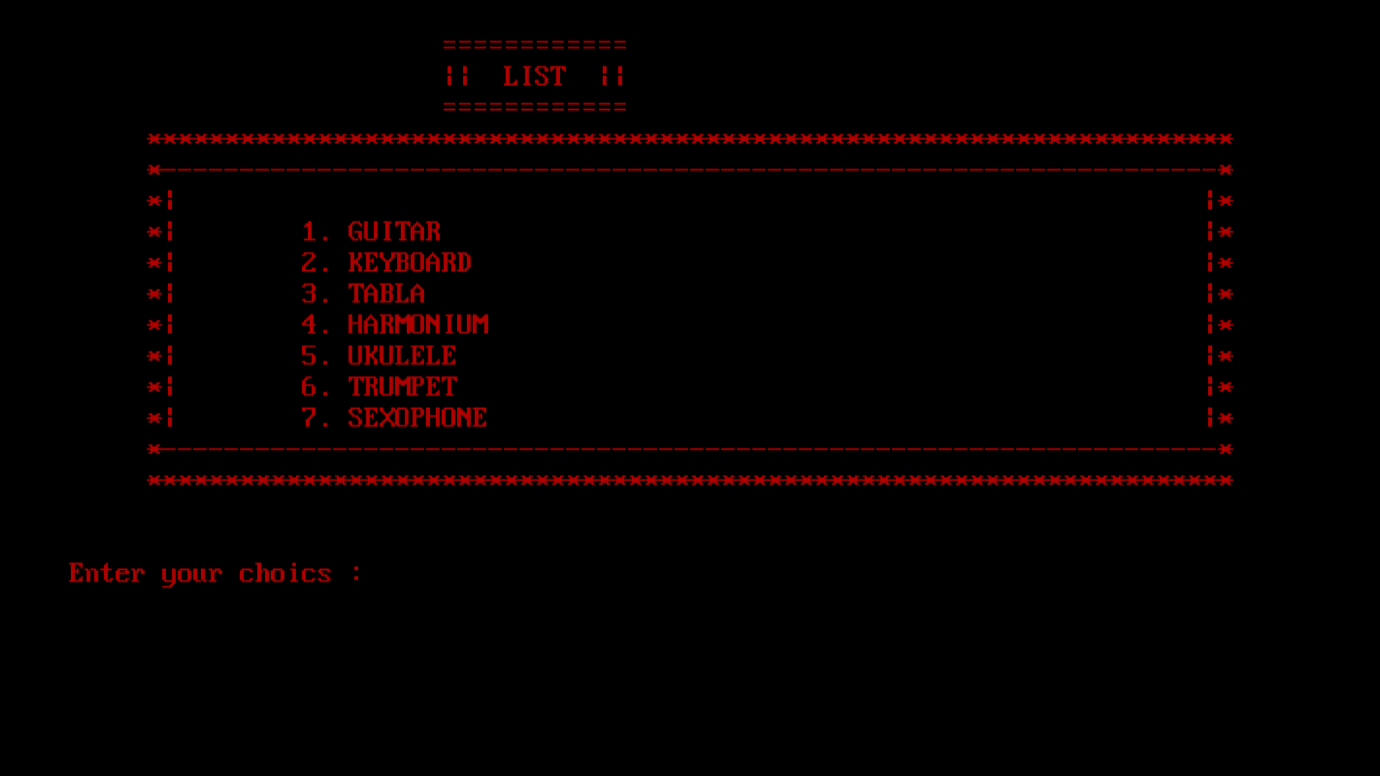 ============
¦¦  LIST  ¦¦
============
**********************************************************************
*--------------------------------------------------------------------*
*¦ ¦*
*¦ 1. GUITAR ¦*
*¦ 2. KEYBOARD ¦*
*¦ 3. TABLA ¦*
*¦ 4. HARMONIUM ¦*
*¦ 5. UKULELE ¦*
*¦ 6. TRUMPET ¦*
*¦ 7. SEXOPHONE ¦*
*--------------------------------------------------------------------*
**********************************************************************
Enter your choics :